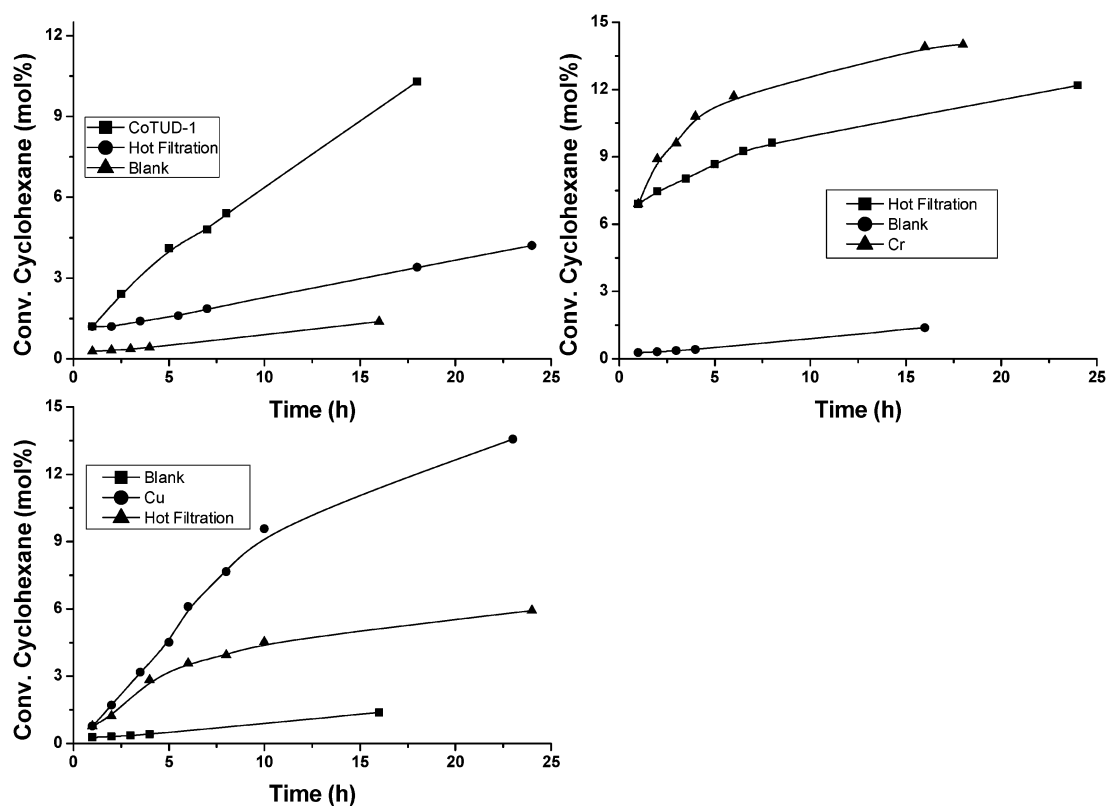 Conv. Cyclohexane (mol%)
12
9
6
3
0
CoTUD-1
Hot Filtration
Blank
0 5 10 15 20 25
Time (h)
Conv. Cyclohexane (mol%)
15
12
9
6
3
0
Hot Filtration
Blank
Cr
0 5 10 15 20 25
Time (h)
Conv. Cyclohexane (mol%)
15
12
9
6
3
0
Blank
Cu
Hot Filtration
0 5 10 15 20 25
Time (h)